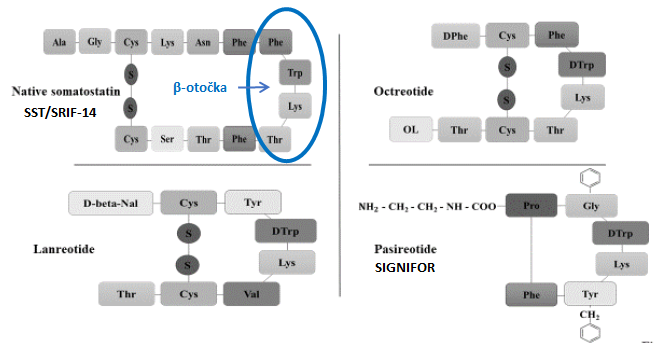 Ala Gly Cys Lys Asn Phe Phe
S
Trp
Native somatostatin
SST/SRIF-14
β-otočka
S
Lys
Cys Ser Thr Phe Thr
DPhe Cys Phe
S
DTrp
Octreotide
S
Lys
OL Thr Cys Thr
D-beta-Nal Cys Tyr
S
DTrp
Lanreotide
S
Lys
Thr Cys Val
NH2 - CH2 - CH2 - NH - COO Pro Gly
DTrp
Pasireotide
SIGNIFOR
Lys
Phe Tyr
CH2